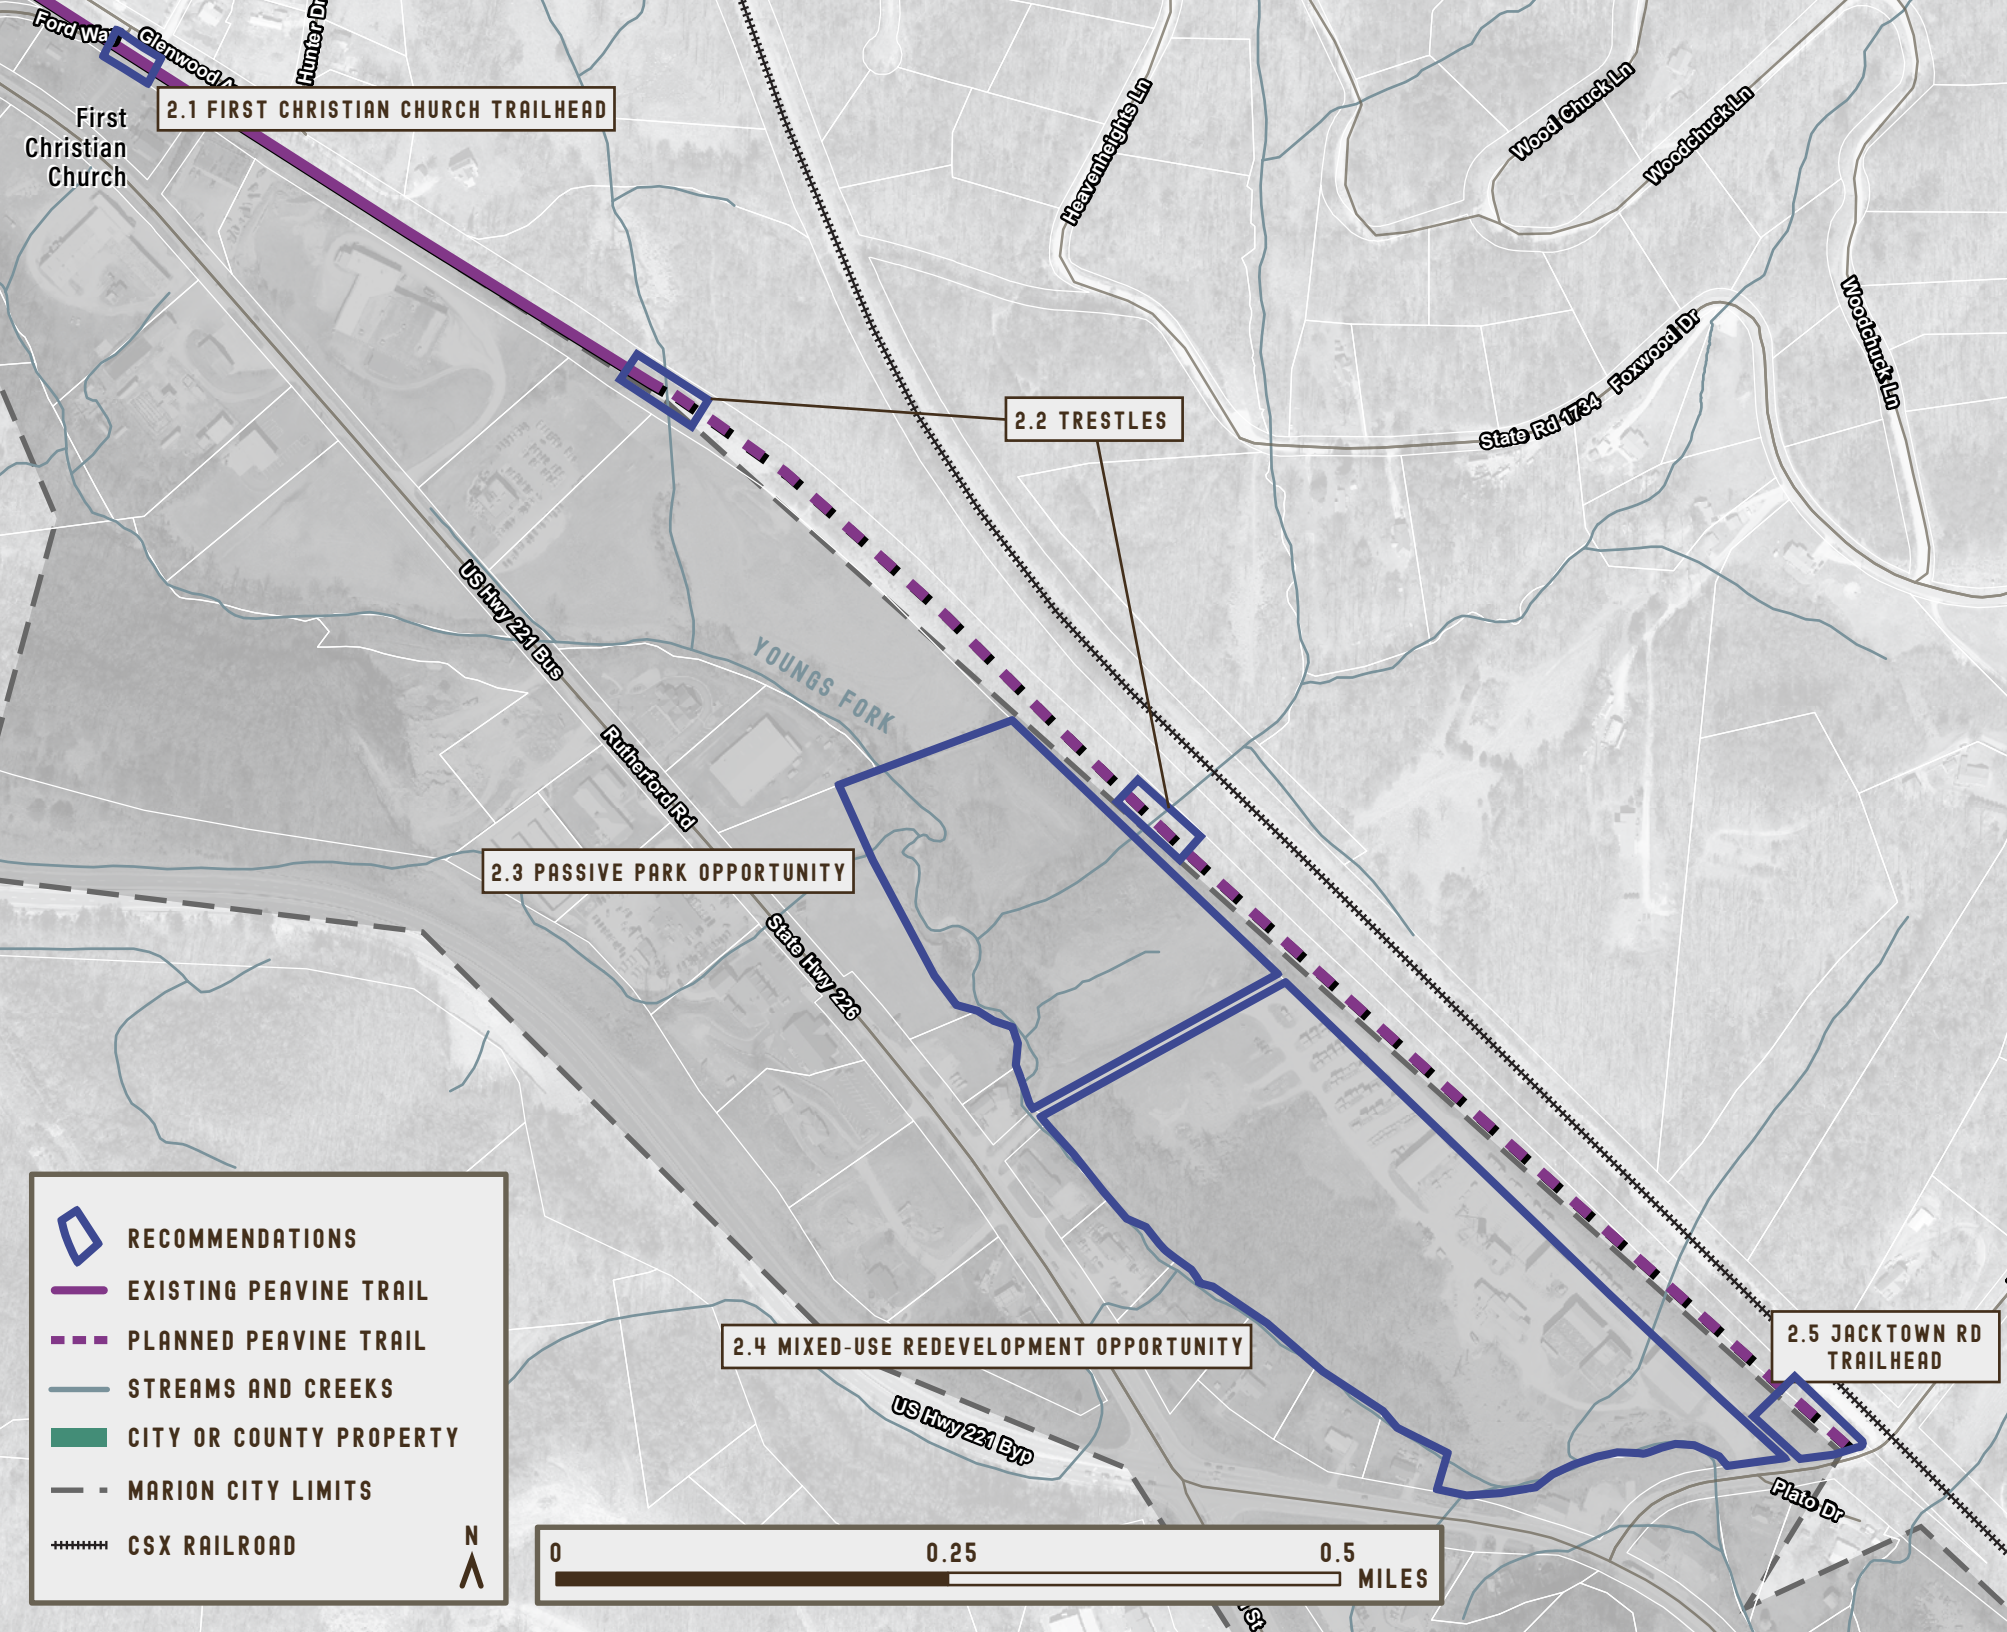 Ford Way
Glenwood A
Hunter Dr
2.1 FIRST CHRISTIAN CHURCH TRAILHEAD
First
Christian
Church
Heavenheights Ln
Wood Chuck Ln
Woodchuck Ln
Woodchuck Ln
Foxwood Dr
State Rd 1734
2.2 TRESTLES
US Hwy 221 Bus
YOUNGS FORK
Rutherford Rd
2.3 PASSIVE PARK OPPORTUNITY
State Hwy 226
2.4 MIXED-USE REDEVELOPMENT OPPORTUNITY
2.5 JACKTOWN RD
TRAILHEAD
US Hwy 221 Byp
Plato Dr
RECOMMENDATIONS
EXISTING PEAVINE TRAIL
PLANNED PEAVINE TRAIL
STREAMS AND CREEKS
CITY OR COUNTY PROPERTY
MARION CITY LIMITS
CSX RAILROAD
N
0 0.25 0.5
MILES
St